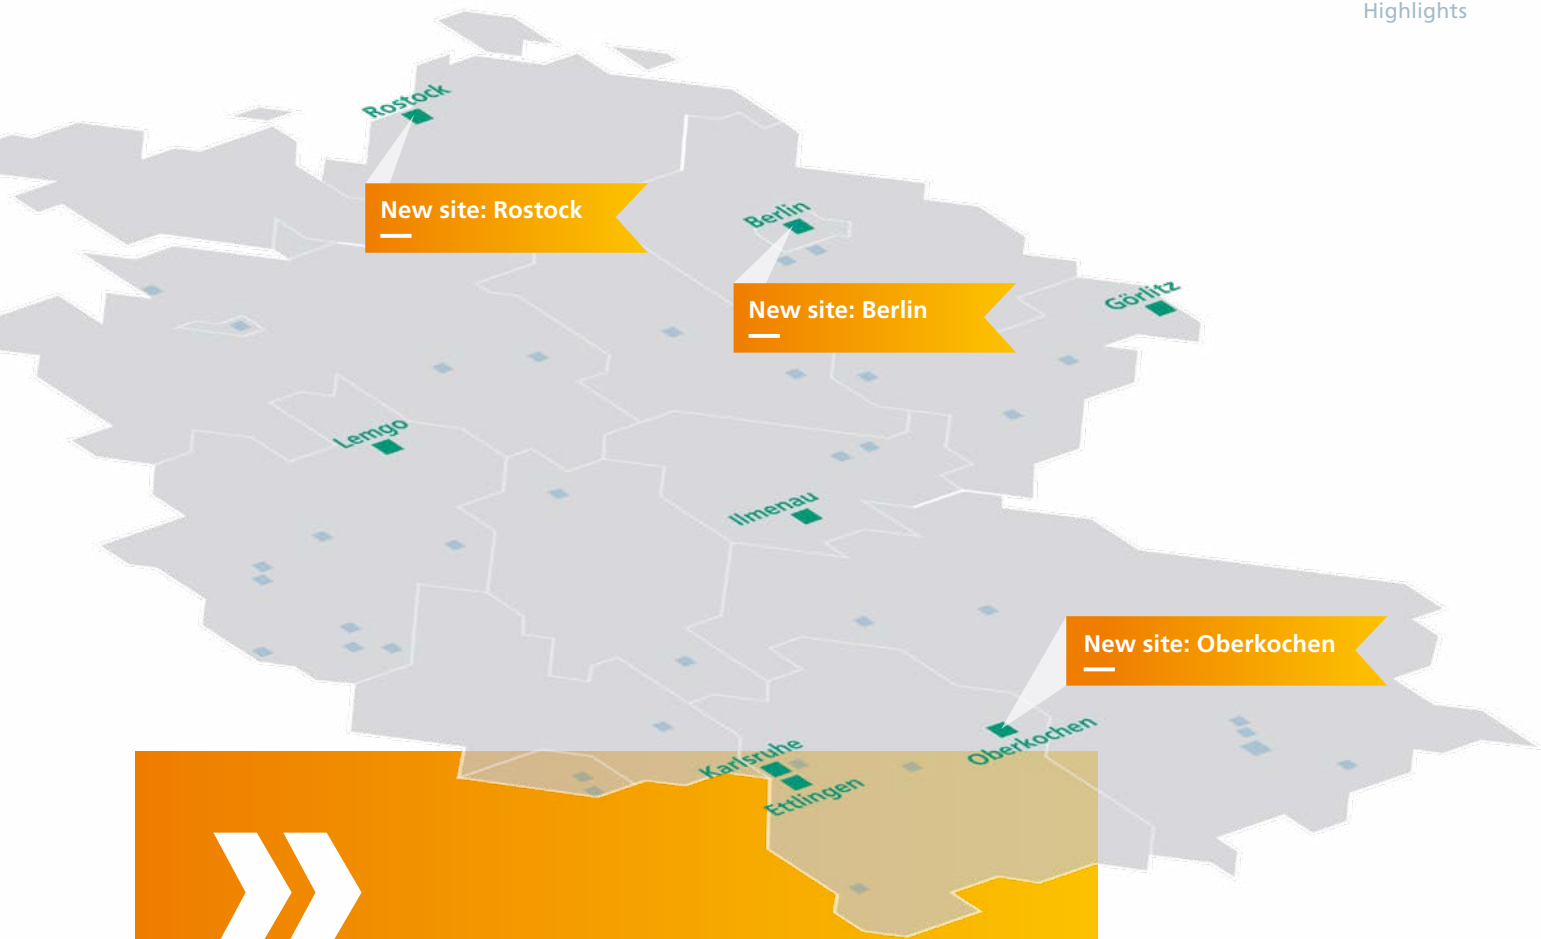 Highlights
Rostock
New site: Rostock
Berlin
New site: Berlin
Görlitz
Lemgo
Ilmenau
New site: Oberkochen
Oberkochen
Karlsruhe
Ettlingen